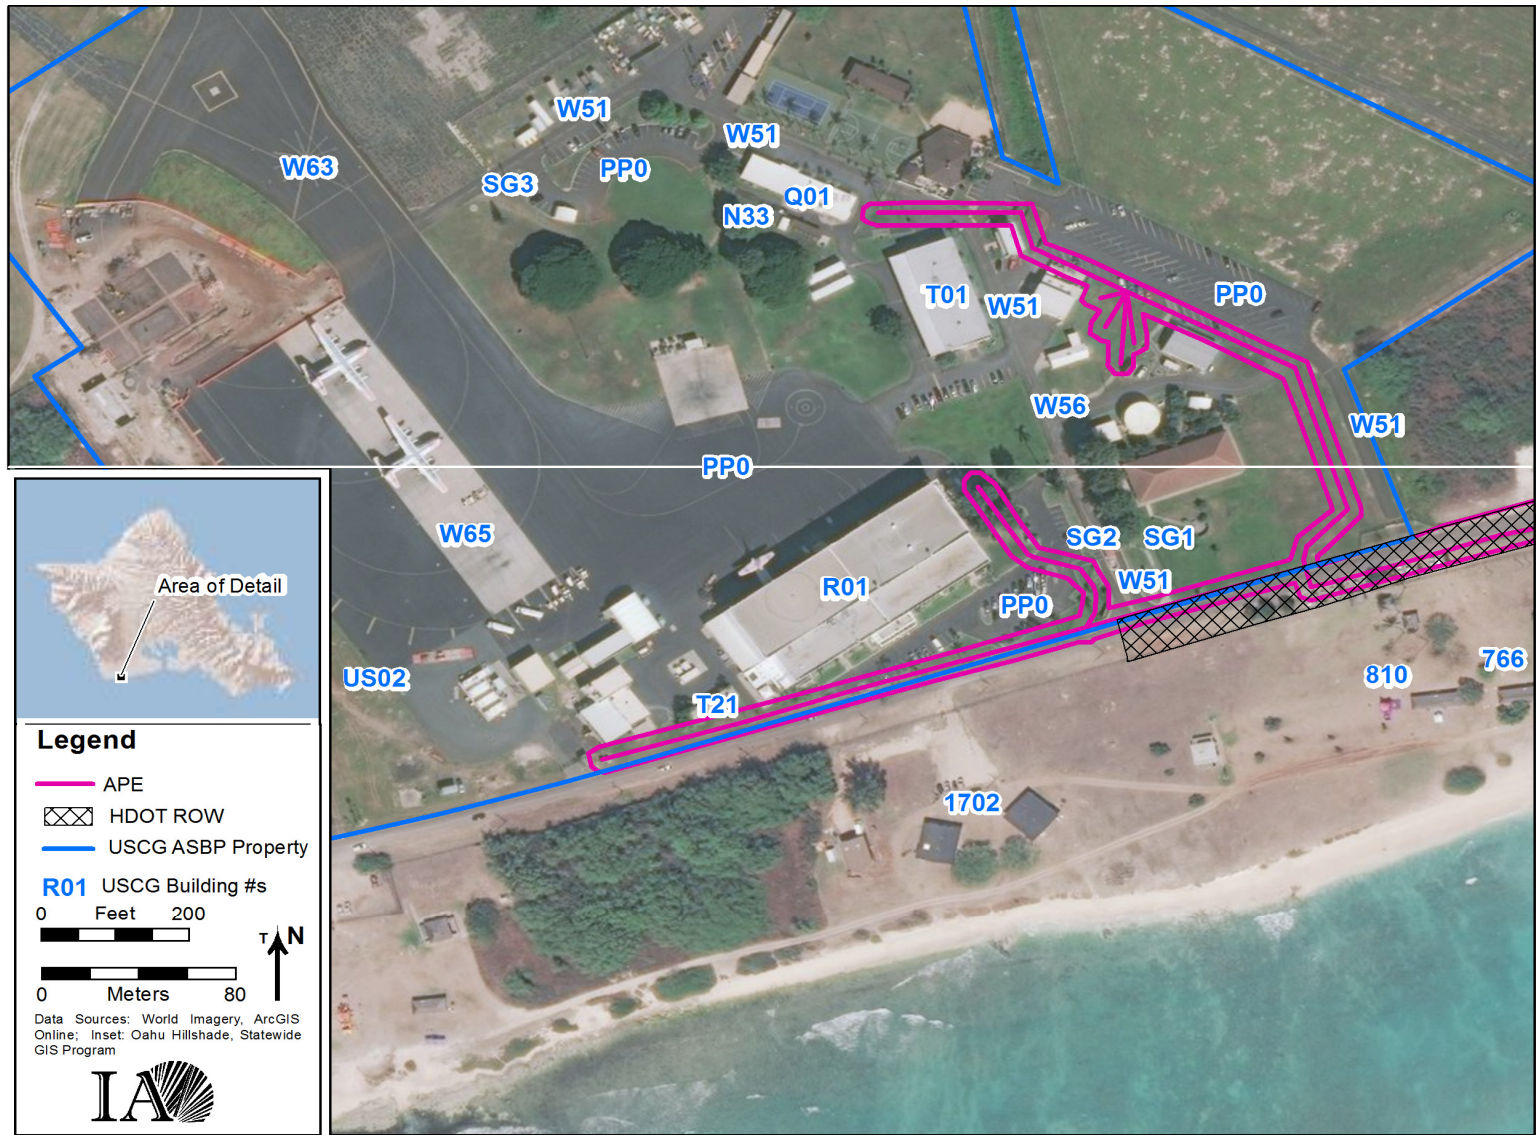 W51
W51
W63
PP0
SG3
Q01
N33
T01
W51
PP0
W56
W51
PP0
W65
SG2
SG1
W51
R01
PP0
US02
T21
810
766
1702
Area of Detail
Legend
APE
HDOT ROW
USCG ASBP Property
R01 USCG Building #s
0 Feet 200
0 Meters 80
T N
Data Sources: World Imagery, ArcGIS
Online; Inset: Oahu Hillshade, Statewide
GIS Program
IA